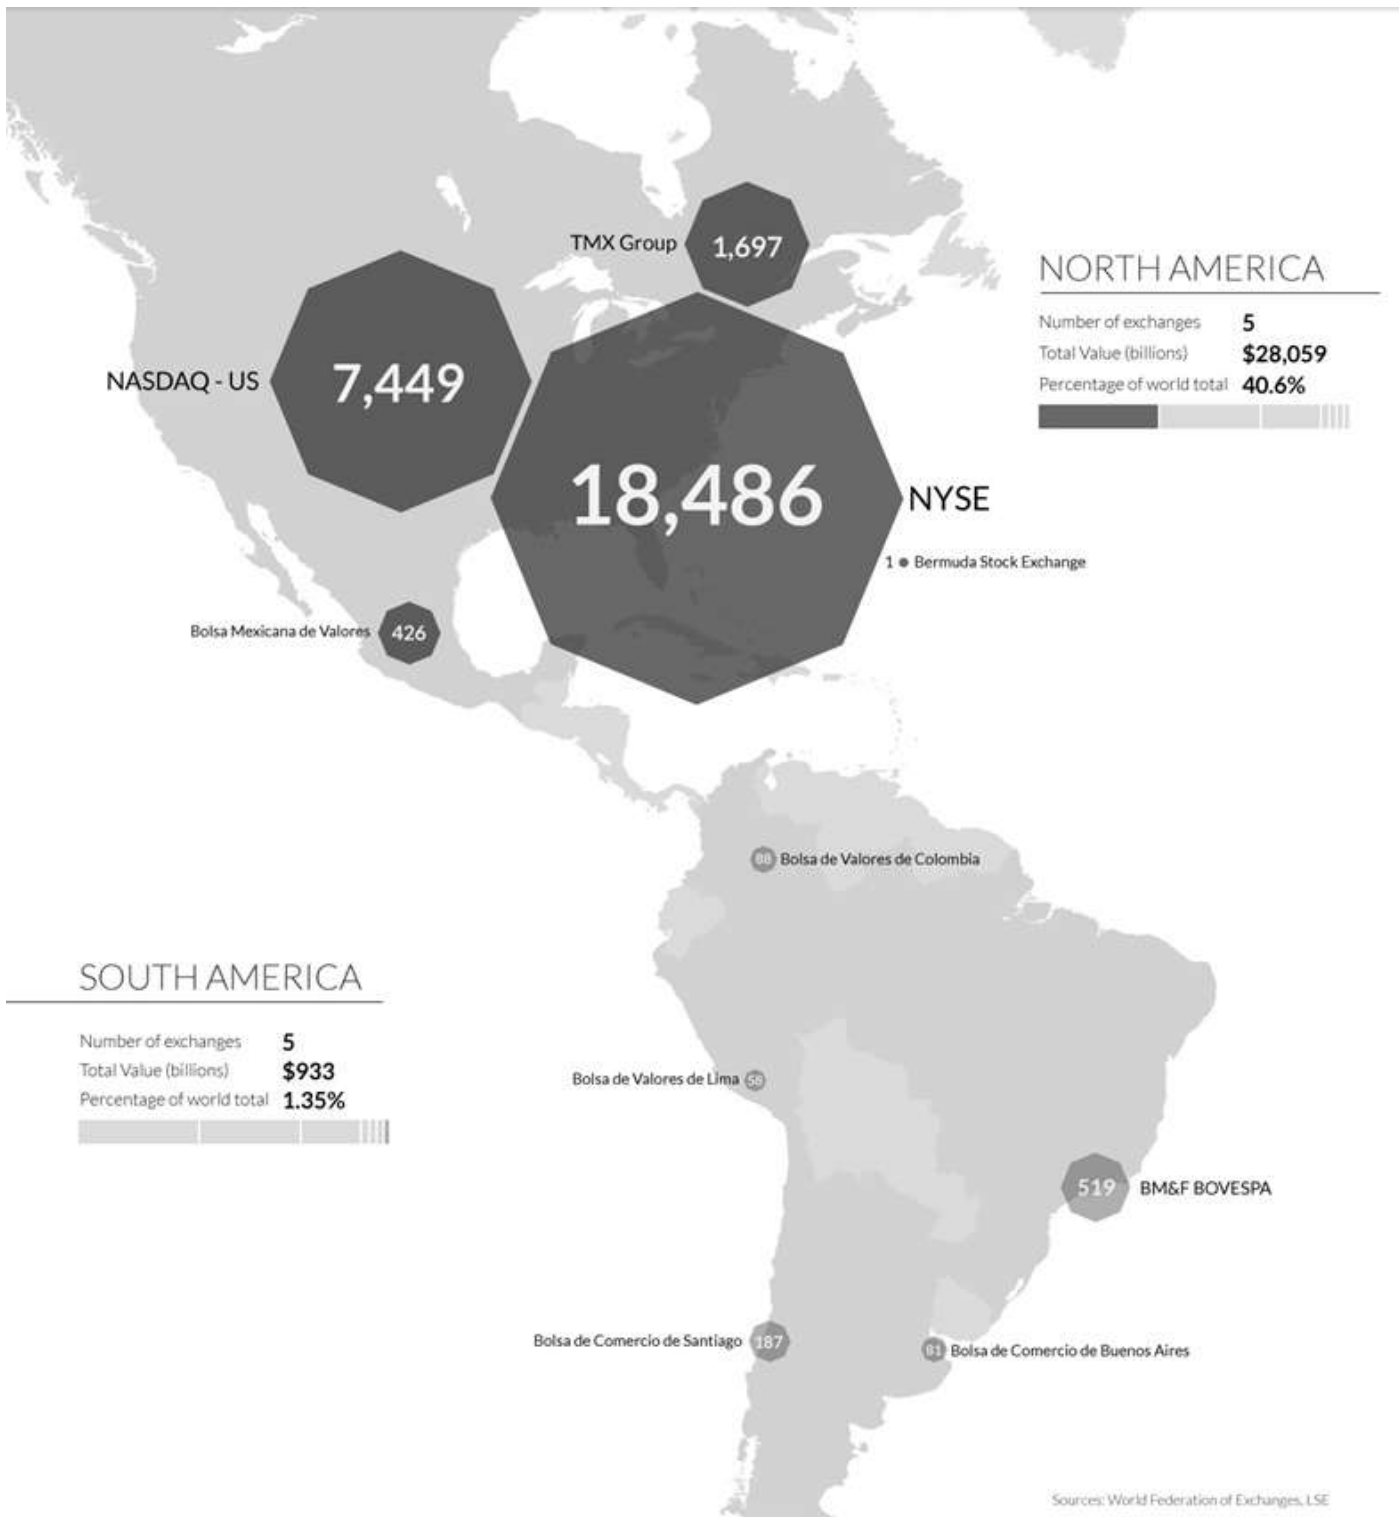 TMX Group 1,697
NORTH AMERICA
Number of exchanges 5
Total Value (billions) $28,059
Percentage of world total 40.6%
NASDAQ - US 7,449
18,486 NYSE
1 Bermuda Stock Exchange
Bolsa Mexicana de Valores 426
88 Bolsa de Valores de Colombia
SOUTH AMERICA
Number of exchanges 5
Total Value (billions) $933
Percentage of world total 1.35%
Bolsa de Valores de Lima 58
519 BM&F BOVESPA
Bolsa de Comercio de Santiago 187
81 Bolsa de Comercio de Buenos Aires
Sources: World Federation of Exchanges, LSE